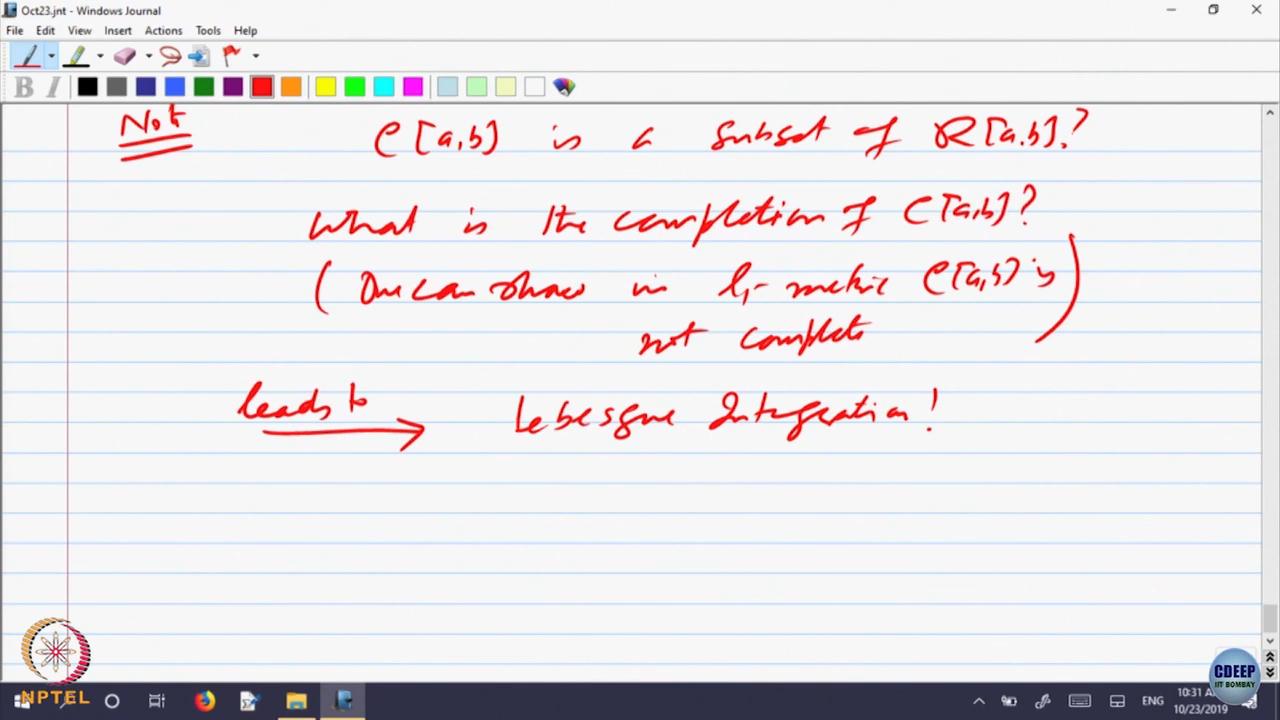 Oct23.jnt - Windows Journal
File Edit View Insert Actions Tools Help
B I
Not
C[a,b] is a subset of R[a,b]?
What is the completion of C[a,b]?
(One can show in L1-metric C[a,b] is
not complete)
leads to
Lebesgue Integration!
NPTEL
CDEEP
IIT BOMBAY
ENG
10:31 A
10/23/2019